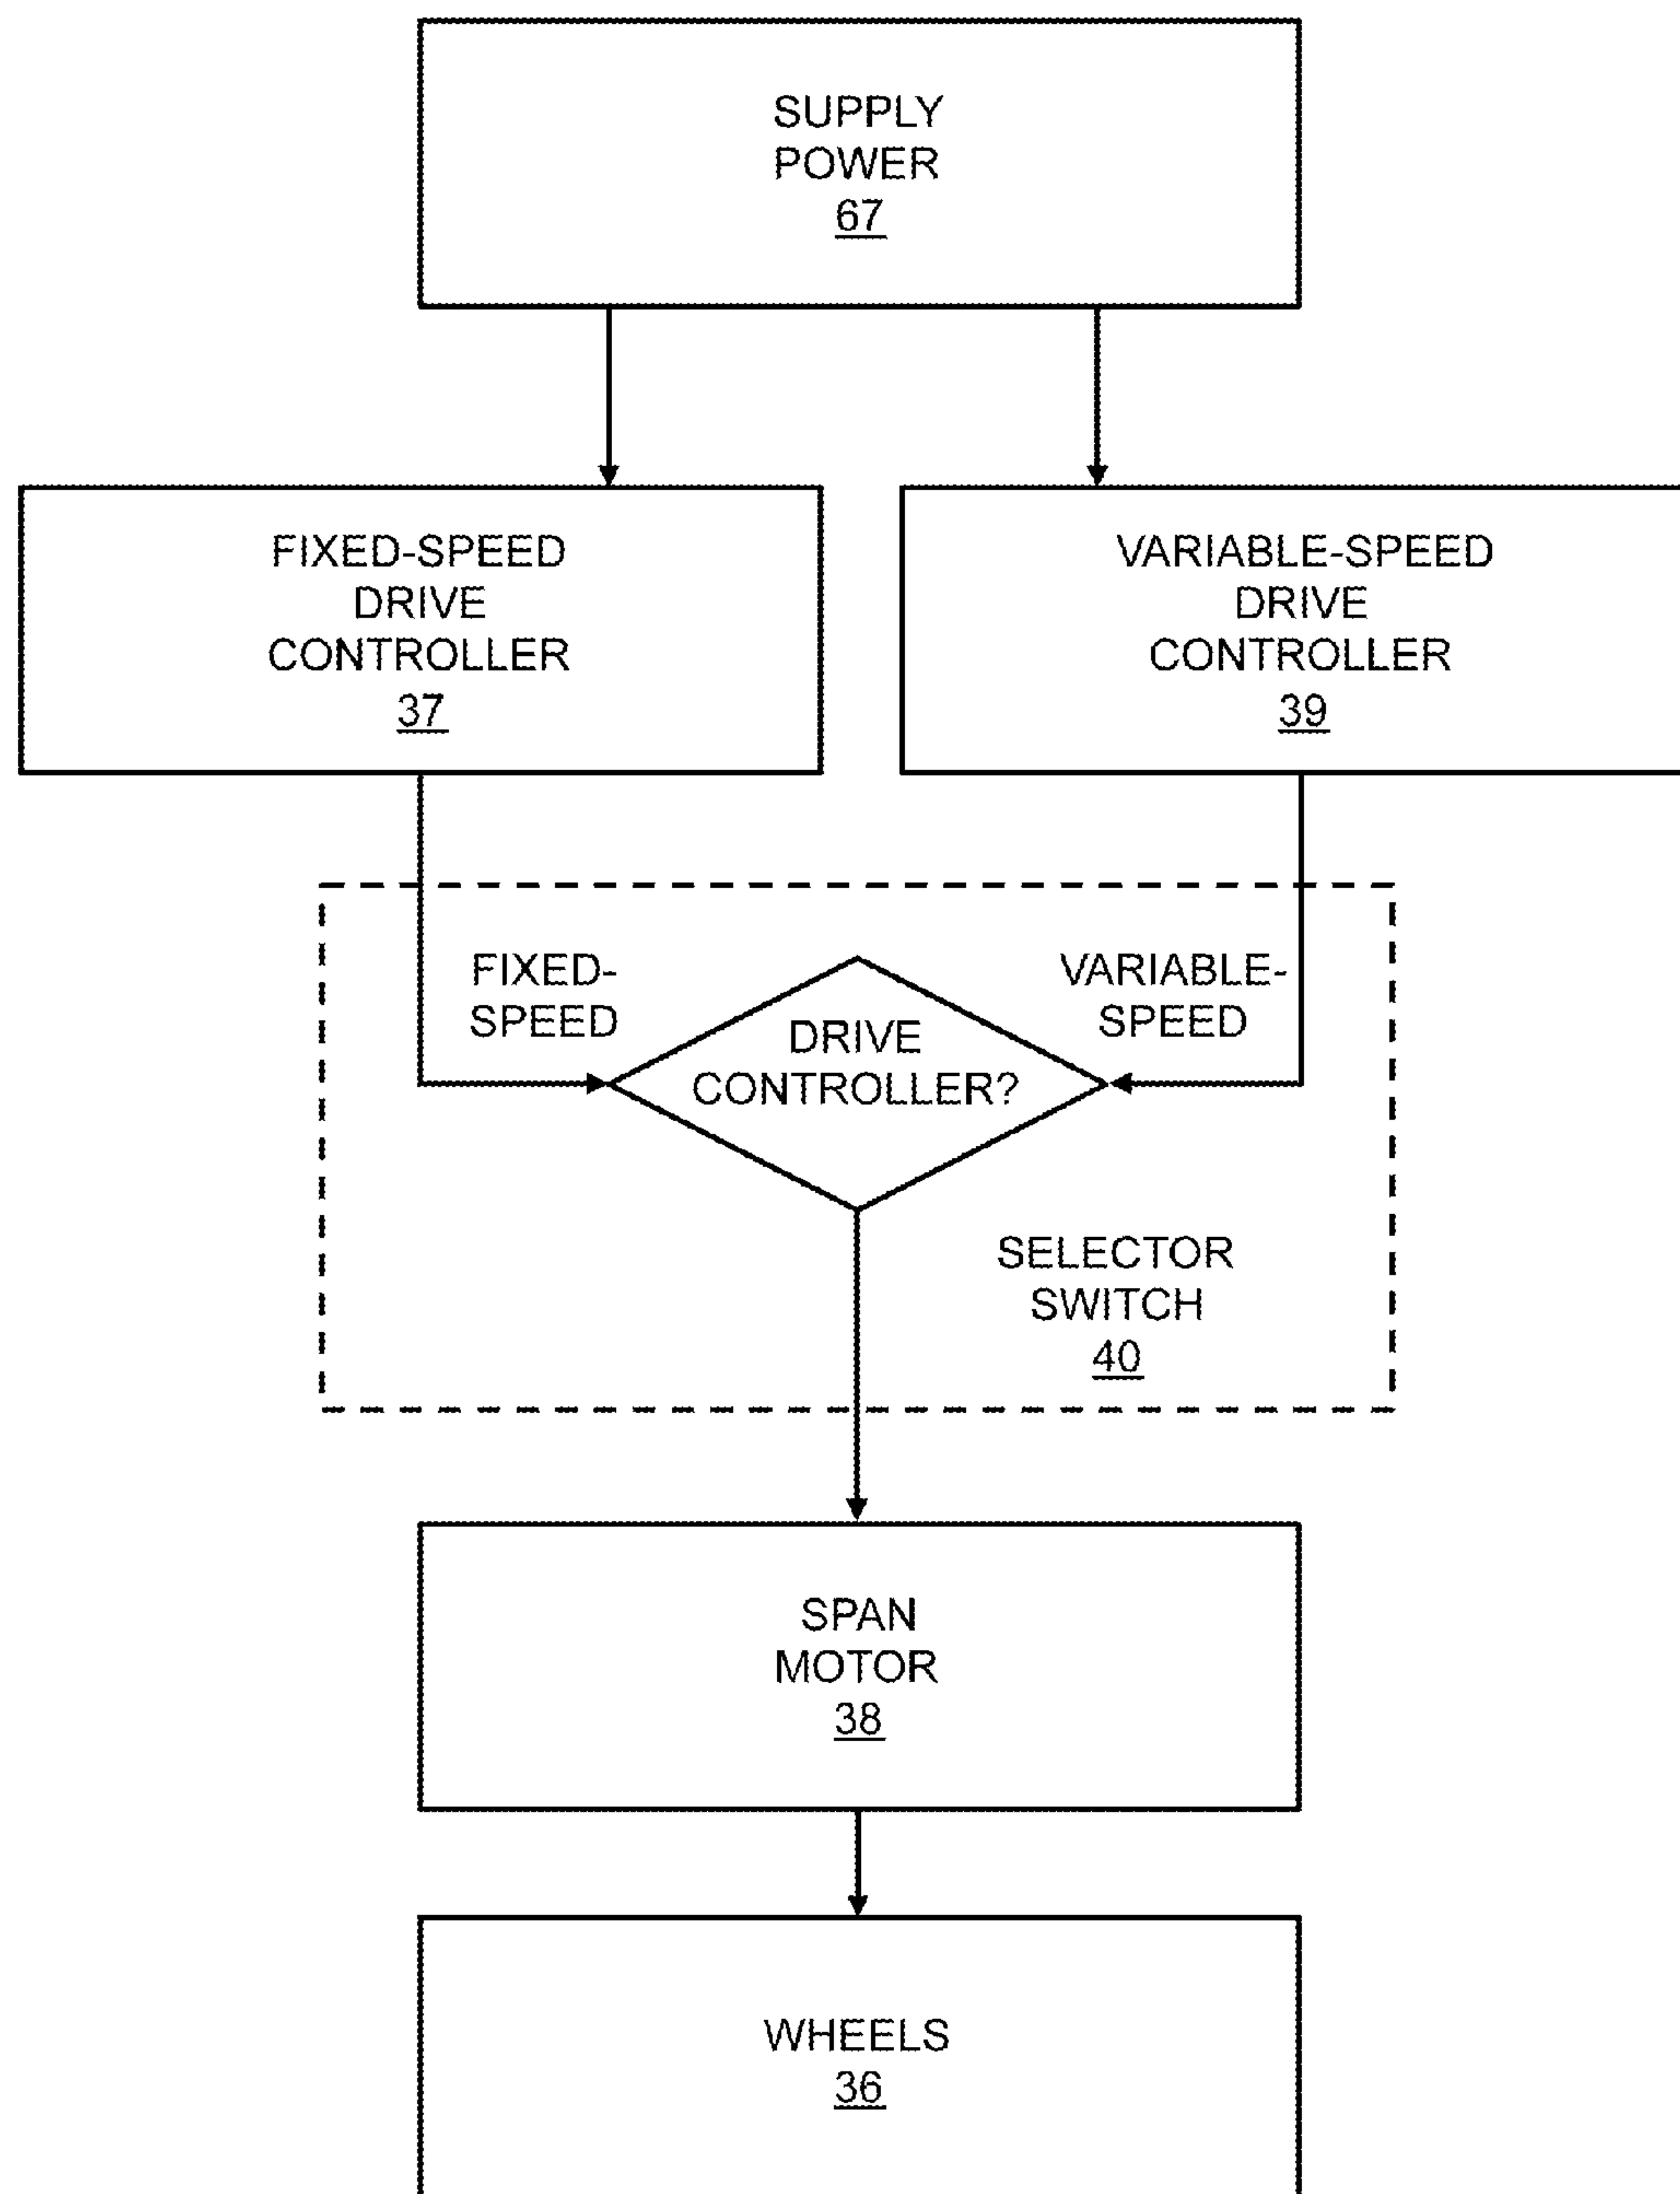 SUPPLY
POWER
67
FIXED-SPEED
DRIVE
CONTROLLER
37
VARIABLE-SPEED
DRIVE
CONTROLLER
39
FIXED-
SPEED
DRIVE
CONTROLLER?
VARIABLE-
SPEED
SELECTOR
SWITCH
40
SPAN
MOTOR
38
WHEELS
36